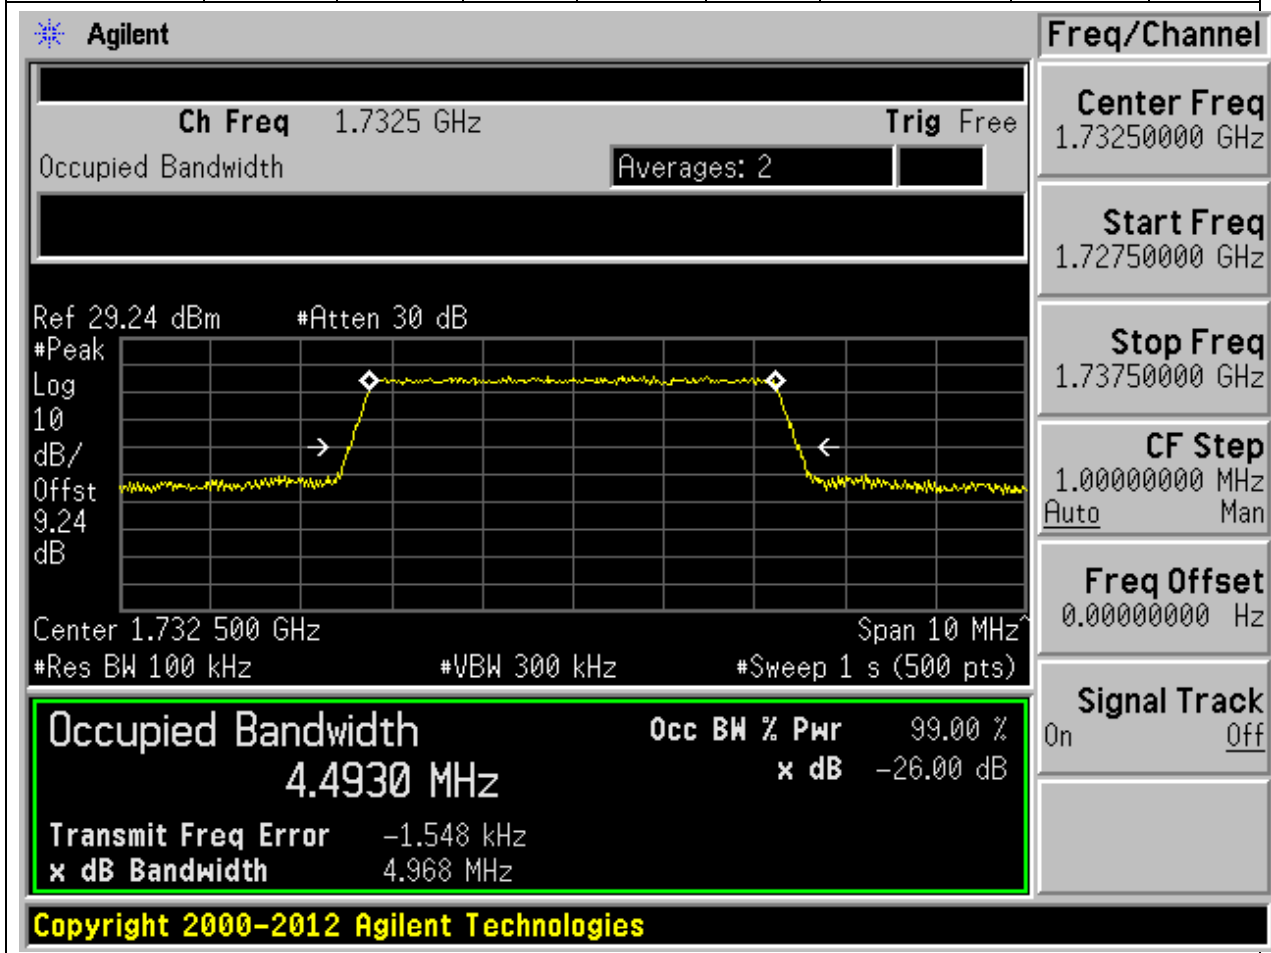 Agilent
Freq/Channel
Ch Freq 1.7325 GHz Trig Free
Occupied Bandwidth Averages: 2
Center Freq
1.73250000 GHz
Start Freq
1.72750000 GHz
Stop Freq
1.73750000 GHz
CF Step
1.00000000 MHz
Auto Man
Freq Offset
0.00000000 Hz
Signal Track
On Off
Ref 29.24 dBm #Atten 30 dB
#Peak
Log
10
dB/
Offst
9.24
dB
Center 1.732 500 GHz Span 10 MHz^
#Res BW 100 kHz #VBW 300 kHz #Sweep 1 s (500 pts)
Occupied Bandwidth Occ BW % Pwr 99.00 %
4.4930 MHz x dB -26.00 dB
Transmit Freq Error -1.548 kHz
x dB Bandwidth 4.968 MHz
Copyright 2000-2012 Agilent Technologies